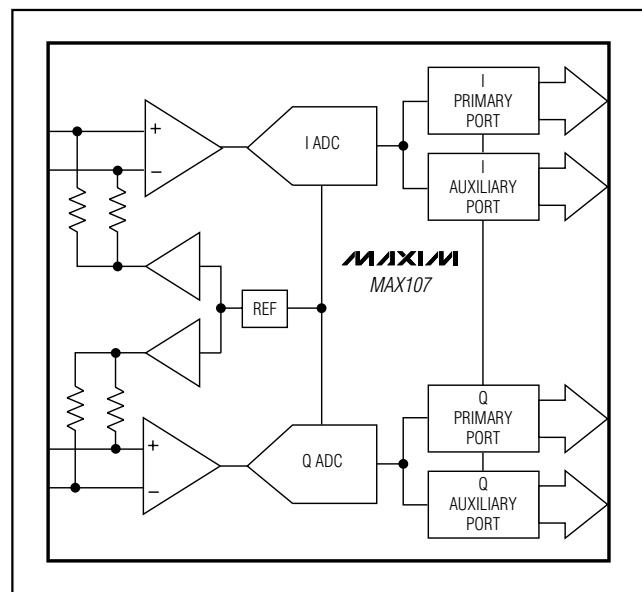 I
PRIMARY
PORT
+
−
I ADC
I
AUXILIARY
PORT
MAXIM
MAX107
REF
Q
PRIMARY
PORT
+
−
Q ADC
Q
AUXILIARY
PORT